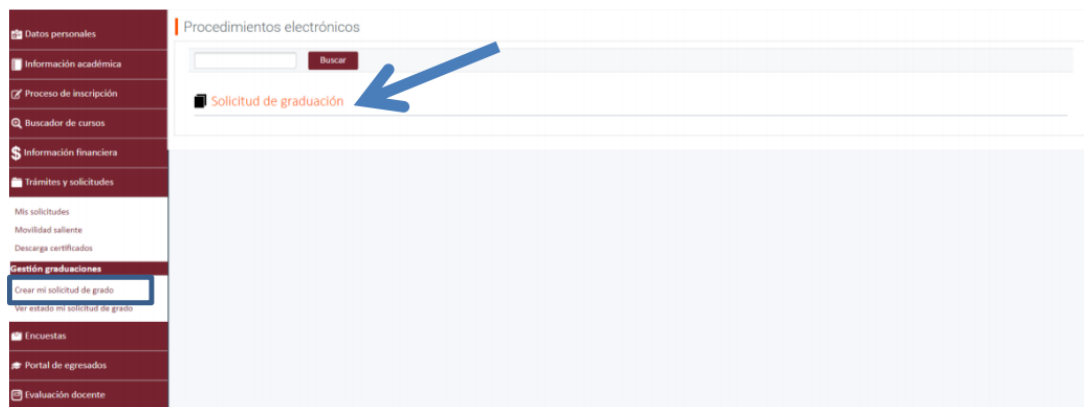 Datos personales
Información académica
Proceso de inscripción
Buscador de cursos
Información financiera
Trámites y solicitudes
Mis solicitudes
Movilidad saliente
Descarga certificados
Gestión graduaciones
Crear mi solicitud de grado
Ver estado mi solicitud de grado
Encuestas
Portal de egresados
Evaluación docente
Procedimientos electrónicos
Buscar
Solicitud de graduación